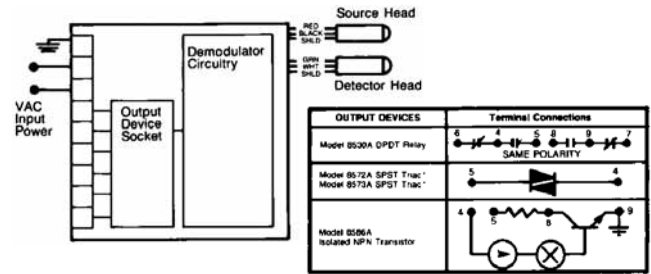 Source Head
RED
BLACK
SHLD
Demodulator
Circuitry
GRN
WHT
SHLD
Detector Head
VAC
Input
Power
Output
Device
Socket
OUTPUT DEVICES
Terminal Connections
Model 8530A DPDT Relay
6 4 5 8 9 7
SAME POLARITY
Model 8572A SPST Triac*
Model 8573A SPST Triac*
5 4
Model 8586A
Isolated NPN Transistor
4 5 8 9